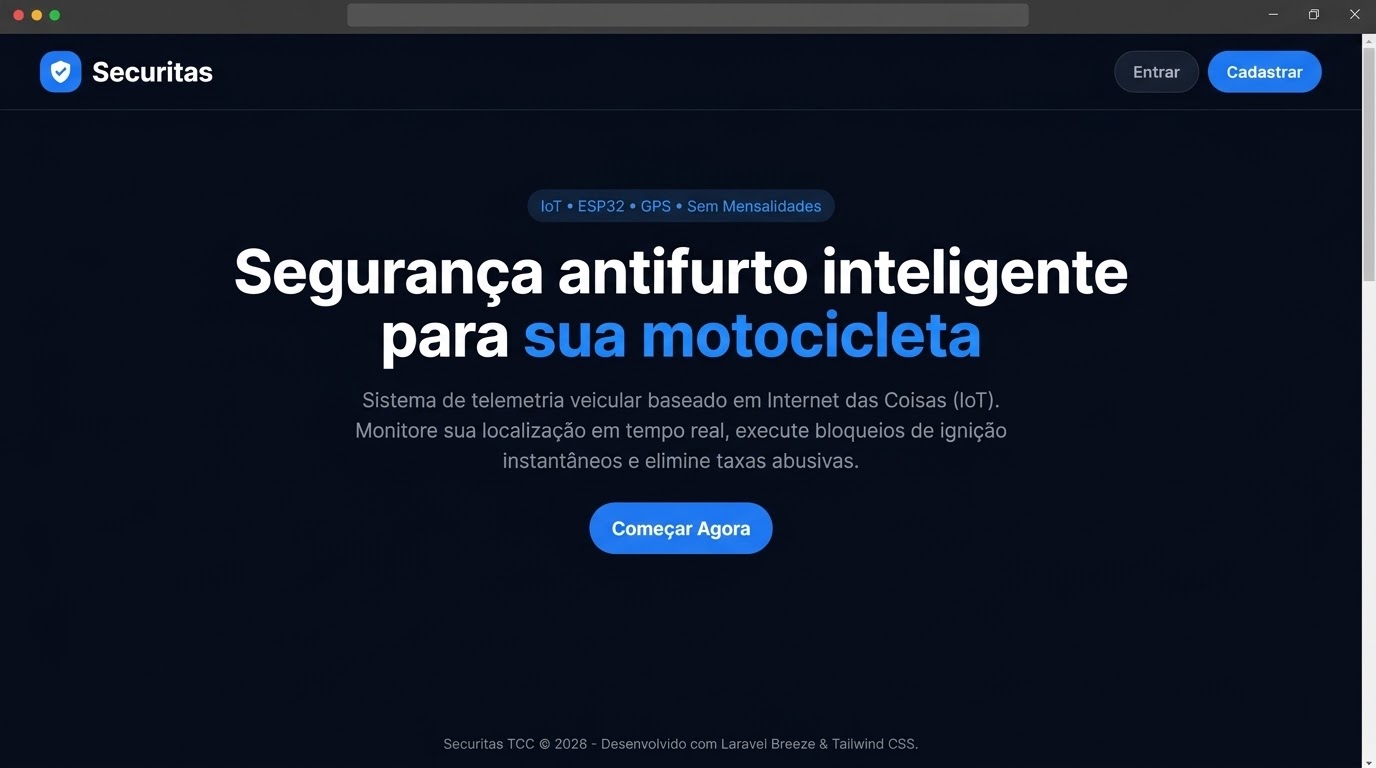 Securitas
Entrar
Cadastrar
IoT • ESP32 • GPS • Sem Mensalidades
Segurança antifurto inteligente
para sua motocicleta
Sistema de telemetria veicular baseado em Internet das Coisas (IoT).
Monitore sua localização em tempo real, execute bloqueios de ignição
instantâneos e elimine taxas abusivas.
Começar Agora
Securitas TCC © 2028 - Desenvolvido com Laravel Breeze & Tailwind CSS.